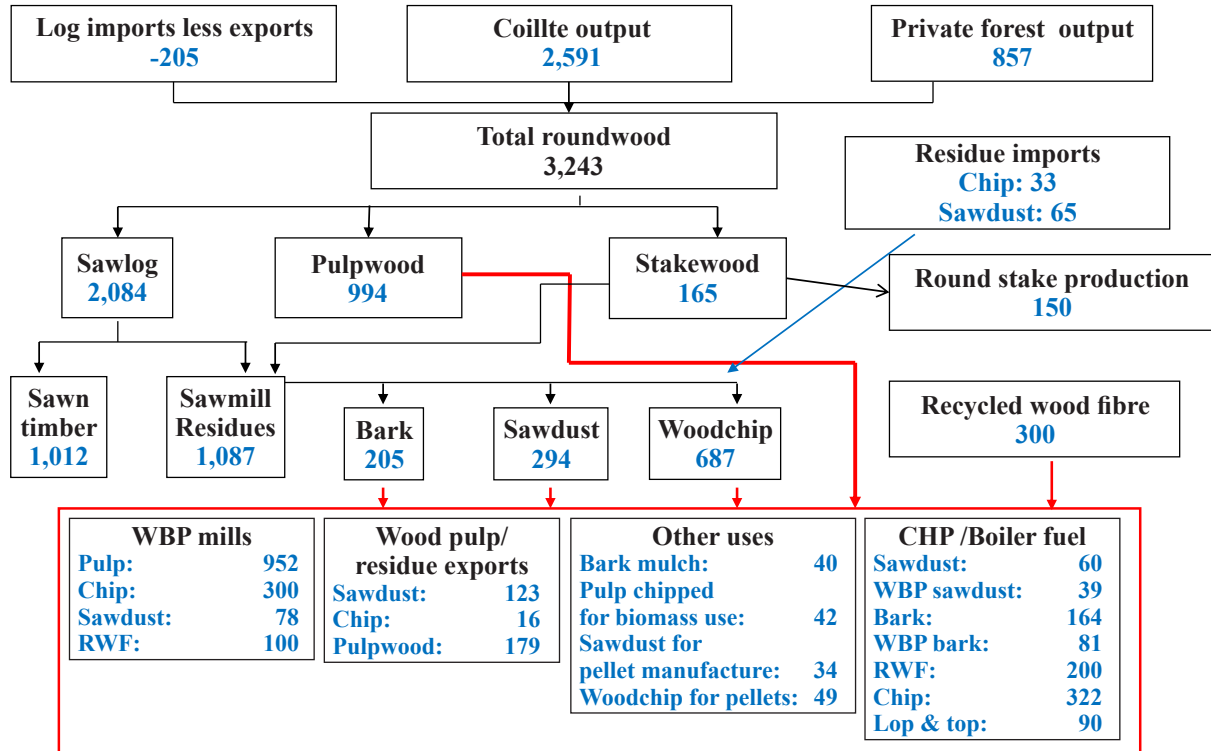 Log imports less exports
-205
Coillte output
2,591
Private forest output
857
Total roundwood
3,243
Residue imports
Chip: 33
Sawdust: 65
Sawlog
2,084
Pulpwood
994
Stakewood
165
Round stake production
150
Sawn
timber
1,012
Sawmill
Residues
1,087
Bark
205
Sawdust
294
Woodchip
687
Recycled wood fibre
300
WBP mills
Pulp: 952
Chip: 300
Sawdust: 78
RWF: 100
Wood pulp/
residue exports
Sawdust: 123
Chip: 16
Pulpwood: 179
Other uses
Bark mulch: 40
Pulp chipped
for biomass use: 42
Sawdust for
pellet manufacture: 34
Woodchip for pellets: 49
CHP /Boiler fuel
Sawdust: 60
WBP sawdust: 39
Bark: 164
WBP bark: 81
RWF: 200
Chip: 322
Lop & top: 90